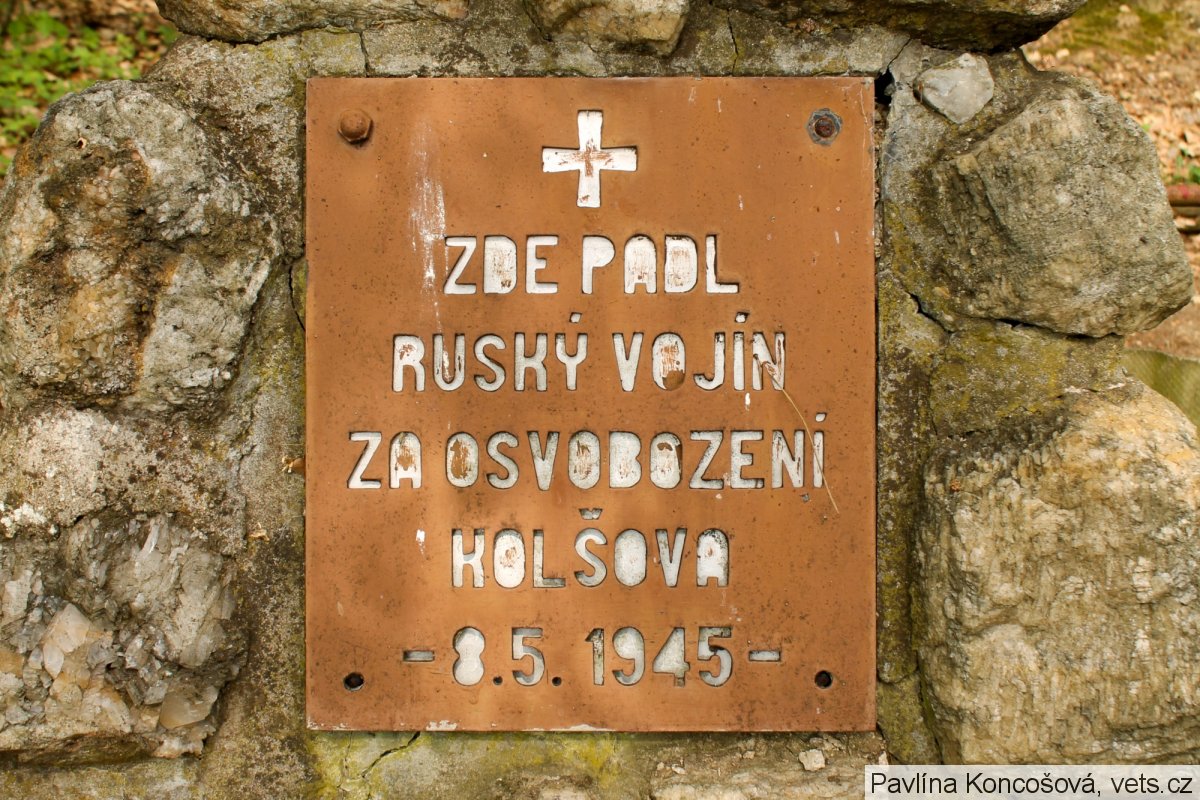 ZDE PADL
RUSKÝ VOJÍN
ZA OSVOBOZENÍ
KOLŠOVA
- 8.5. 1945 -
Pavlína Koncošová, vets.cz